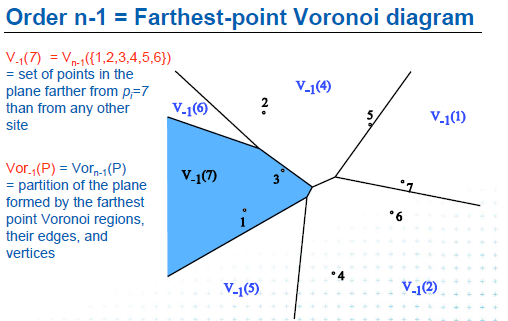 Order n-1 = Farthest-point Voronoi diagram
V-1(7) = Vn-1({1,2,3,4,5,6})
= set of points in the
plane farther from pi=7
than from any other
site
Vor-1(P) = Vorn-1(P)
= partition of the plane
formed by the farthest
point Voronoi regions,
their edges, and
vertices
V-1(4)
V-1(6)
2
5
V-1(1)
V-1(7)
3
7
1
6
4
V-1(5)
V-1(2)